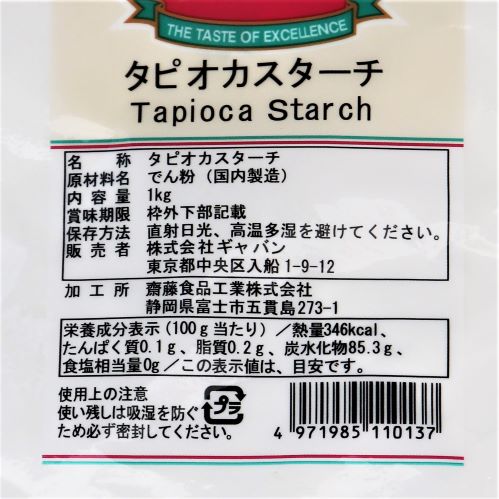 THE TASTE OF EXCELLENCE
タピオカスターチ
Tapioca Starch
名 称 タピオカスターチ
原材料名 でん粉（国内製造）
内 容 量 1kg
賞味期限 枠外下部記載
保存方法 直射日光、高温多湿を避けてください。
販 売 者 株式会社ギャバン
東京都中央区入船1-9-12
加 工 所 齋藤食品工業株式会社
静岡県富士市五貫島273-1
栄養成分表示（100g当たり）／熱量346kcal、
たんぱく質0.1g、脂質0.2g、炭水化物85.3g、
食塩相当量0g／この表示値は、目安です。
使用上の注意
使い残しは吸湿を防ぐ
ため必ず密封してください。
プラ
4 971985 110137